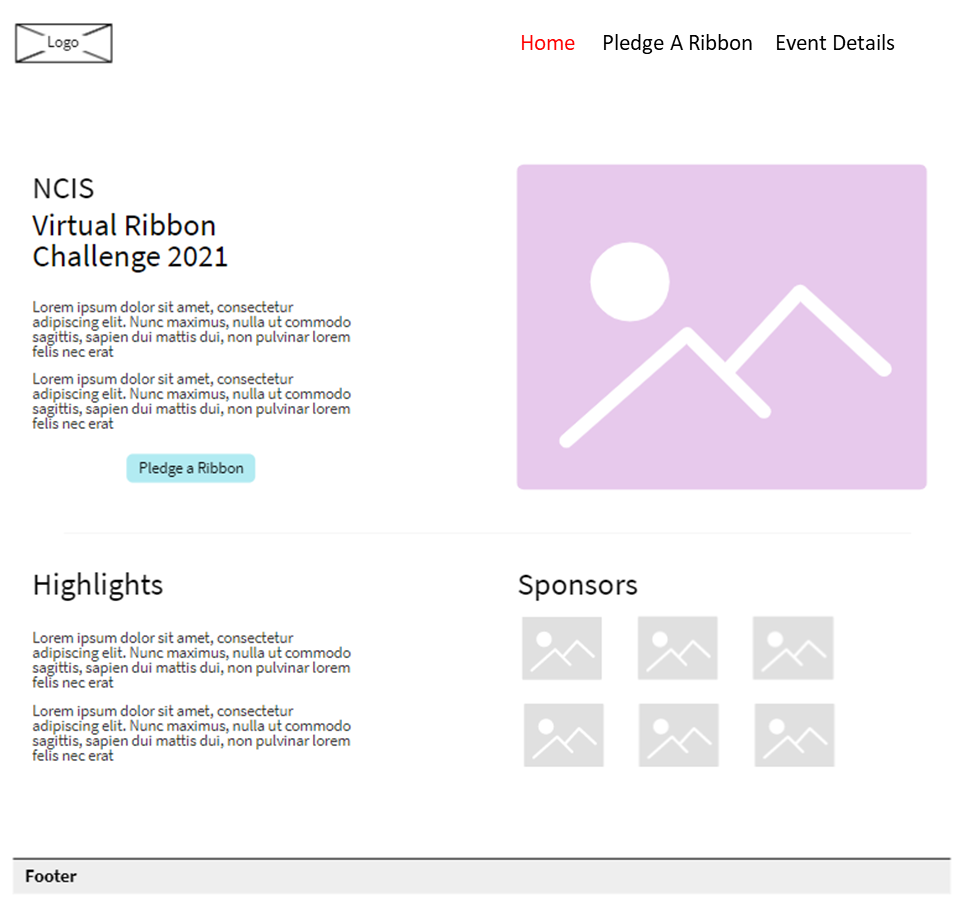 Logo
Home Pledge A Ribbon Event Details
NCIS
Virtual Ribbon
Challenge 2021
Lorem ipsum dolor sit amet, consectetur
adipiscing elit. Nunc maximus, nulla ut commodo
sagittis, sapien dui mattis dui, non pulvinar lorem
felis nec erat
Lorem ipsum dolor sit amet, consectetur
adipiscing elit. Nunc maximus, nulla ut commodo
sagittis, sapien dui mattis dui, non pulvinar lorem
felis nec erat
Pledge a Ribbon
Highlights
Lorem ipsum dolor sit amet, consectetur
adipiscing elit. Nunc maximus, nulla ut commodo
sagittis, sapien dui mattis dui, non pulvinar lorem
felis nec erat
Lorem ipsum dolor sit amet, consectetur
adipiscing elit. Nunc maximus, nulla ut commodo
sagittis, sapien dui mattis dui, non pulvinar lorem
felis nec erat
Sponsors
Footer